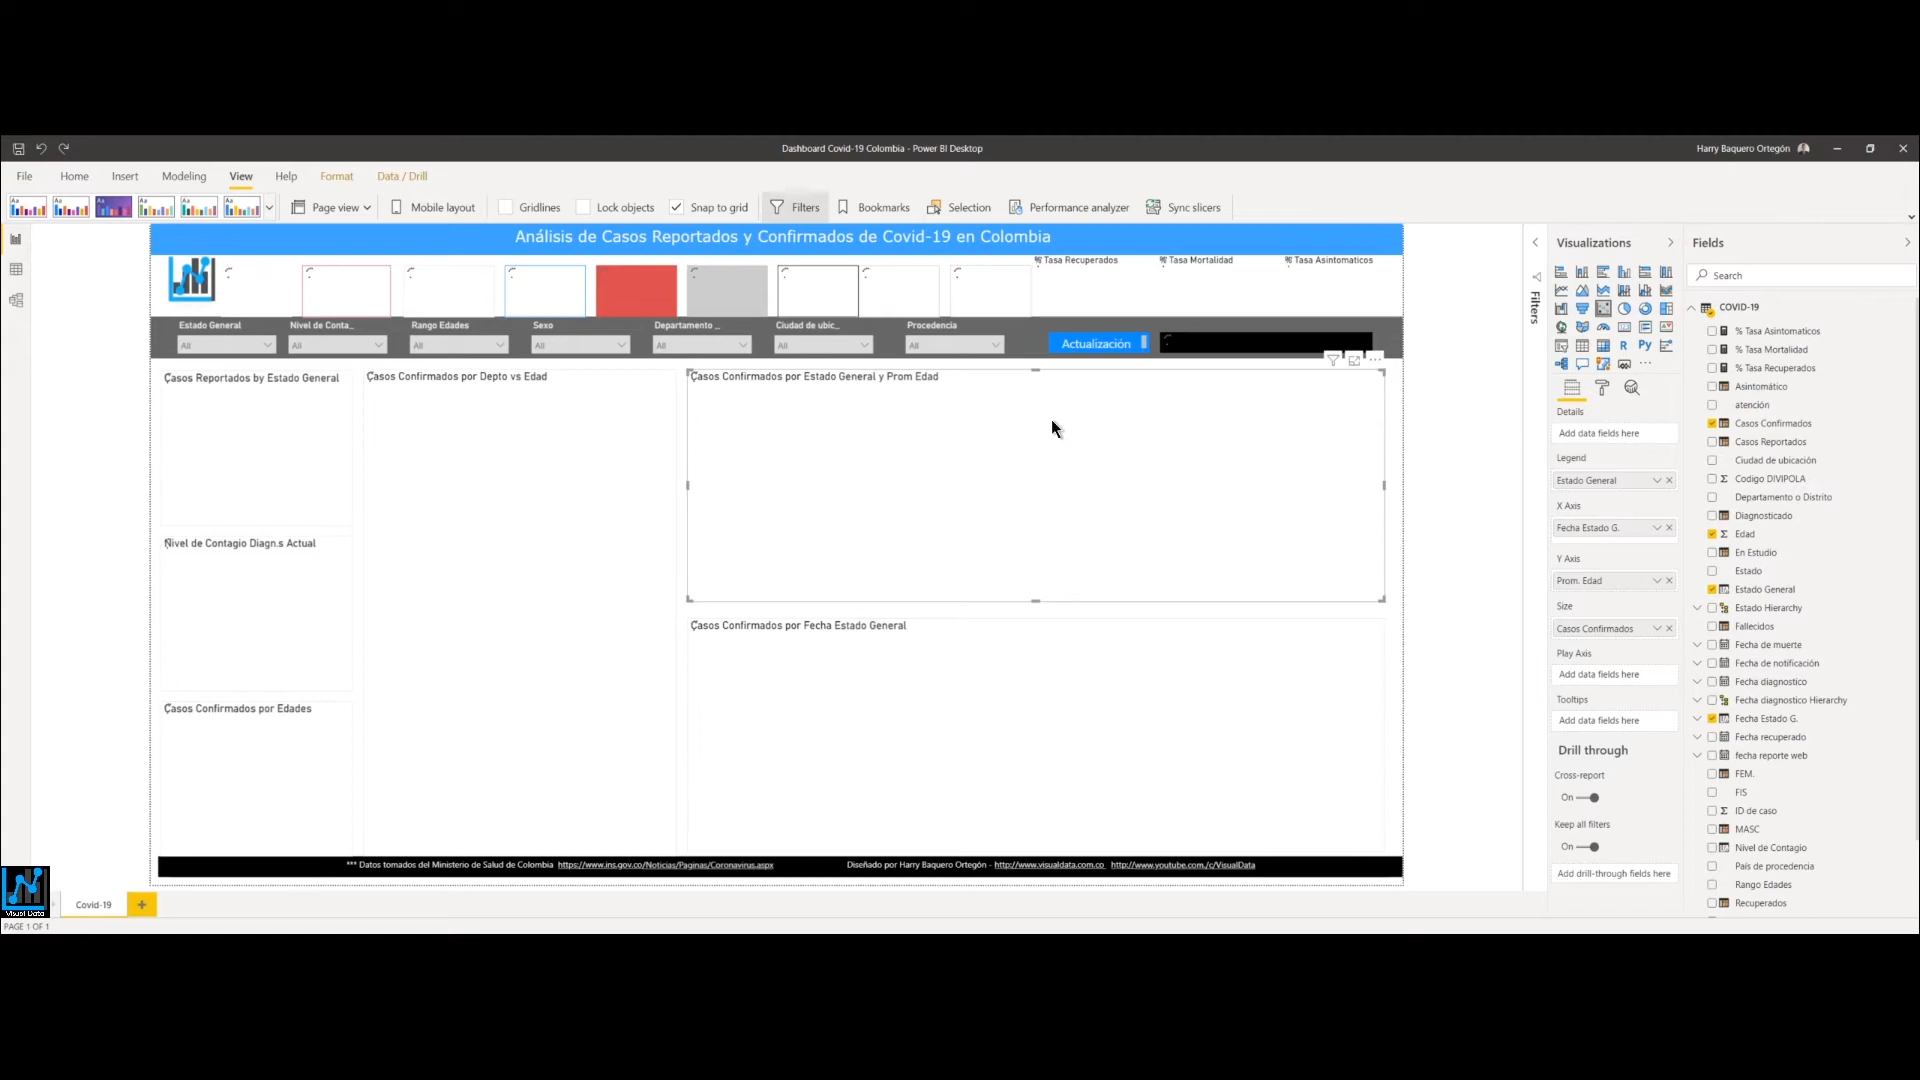 Dashboard Covid-19 Colombia - Power BI Desktop
Harry Baquero Ortegón
File Home Insert Modeling View Help Format Data / Drill
Aa Aa Aa Aa Aa Aa
Page view Mobile layout Gridlines Lock objects Snap to grid Filters Bookmarks Selection Performance analyzer Sync slicers
Análisis de Casos Reportados y Confirmados de Covid-19 en Colombia
% Tasa Recuperados % Tasa Mortalidad % Tasa Asintomaticos
Estado General Nivel de Conta_ Rango Edades Sexo Departamento _ Ciudad de ubic_ Procedencia
All All All All All All All
Actualización
Casos Reportados by Estado General
Casos Confirmados por Depto vs Edad
Casos Confirmados por Estado General y Prom Edad
Nivel de Contagio Diagn.s Actual
Casos Confirmados por Fecha Estado General
Casos Confirmados por Edades
*** Datos tomados del Ministerio de Salud de Colombia https://www.ins.gov.co/Noticias/Paginas/Coronavirus.aspx
Diseñado por Harry Baquero Ortegón - http://www.visualdata.com.co http://www.youtube.com./c/VisualData
Visual Data
Covid-19
+
PAGE 1 OF 1
Filters
Visualizations
R Py
Details
Add data fields here
Legend
Estado General
X Axis
Fecha Estado G.
Y Axis
Prom. Edad
Size
Casos Confirmados
Play Axis
Add data fields here
Tooltips
Add data fields here
Drill through
Cross-report
On
Keep all filters
On
Add drill-through fields here
Fields
Search
COVID-19
% Tasa Asintomaticos
% Tasa Mortalidad
% Tasa Recuperados
Asintomático
atención
Casos Confirmados
Casos Reportados
Ciudad de ubicación
Σ Codigo DIVIPOLA
Departamento o Distrito
Diagnosticado
Σ Edad
En Estudio
Estado
Estado General
Estado Hierarchy
Fallecidos
Fecha de muerte
Fecha de notificación
Fecha diagnostico
Fecha diagnostico Hierarchy
Fecha Estado G.
Fecha recuperado
fecha reporte web
FEM.
FIS
Σ ID de caso
MASC
Nivel de Contagio
País de procedencia
Rango Edades
Recuperados